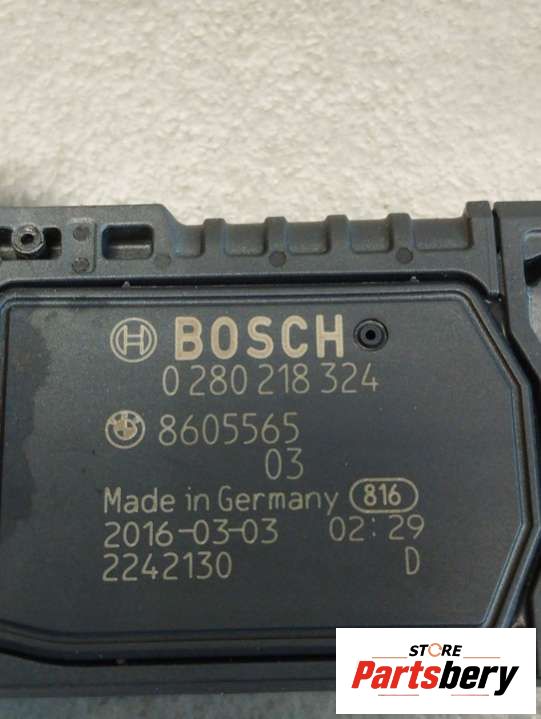 BOSCH
0 280 218 324
8605565
03
Made in Germany 816
2016-03-03 02:29
2242130 D
STORE
Partsbery